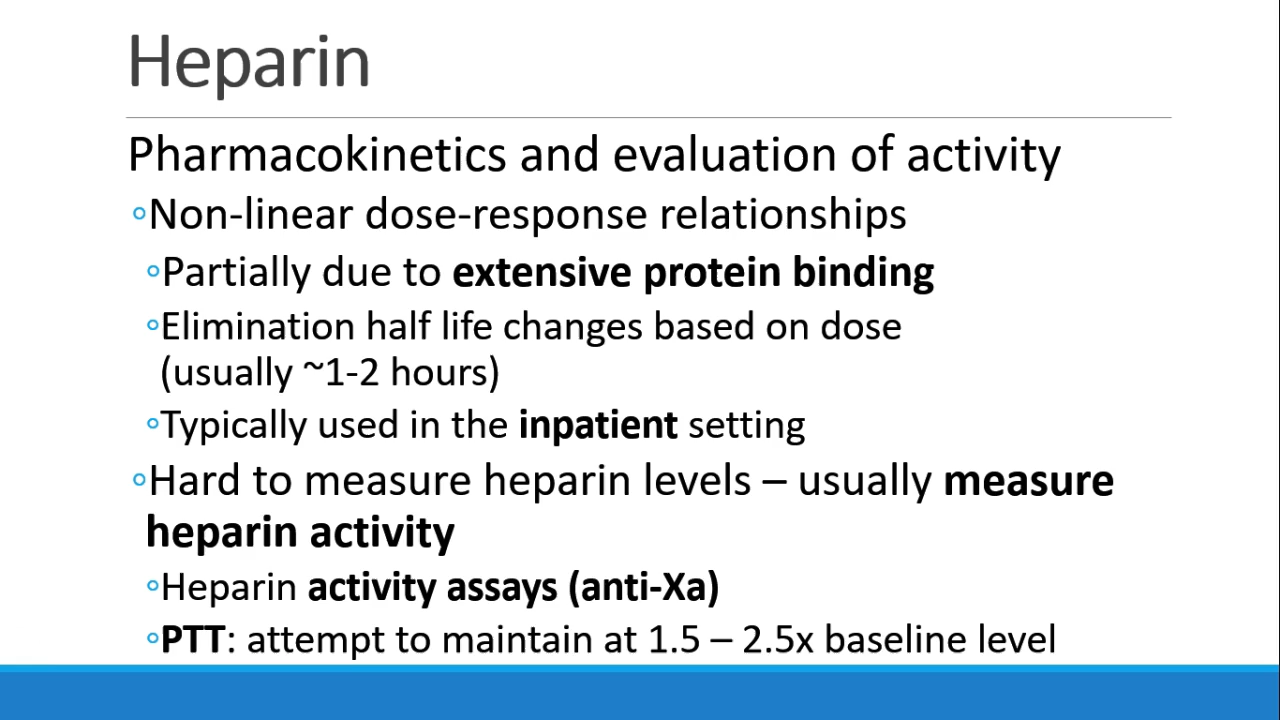 Heparin
Pharmacokinetics and evaluation of activity
◦Non-linear dose-response relationships
◦Partially due to extensive protein binding
◦Elimination half life changes based on dose
(usually ~1-2 hours)
◦Typically used in the inpatient setting
◦Hard to measure heparin levels – usually measure
heparin activity
◦Heparin activity assays (anti-Xa)
◦PTT: attempt to maintain at 1.5 – 2.5x baseline level